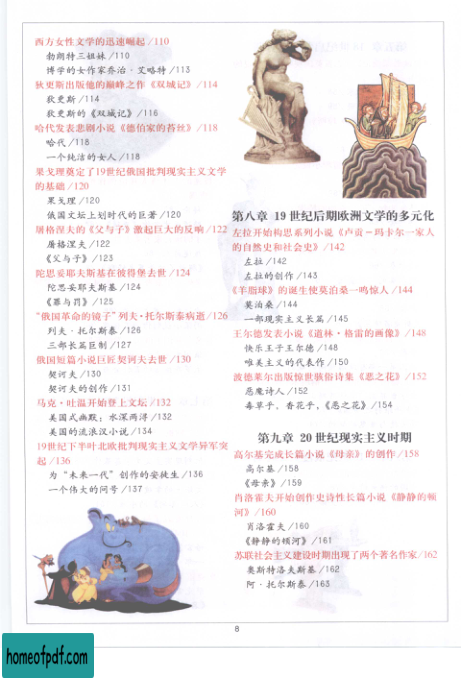 西方女性文学的迅速崛起/110
勃朗特三姐妹/110
博学的女作家乔治·艾略特/113
狄更斯出版他的巅峰之作《双城记》/114
狄更斯/114
狄更斯的《双城记》/116
哈代发表悲剧小说《德伯家的苔丝》/118
哈代/118
一个纯洁的女人/118
果戈理奠定了19世纪俄国批判现实主义文学
的基础/120
果戈理/120
俄国文坛上划时代的巨著/120
屠格涅夫的《父与子》激起巨大的反响/122
屠格涅夫/122
《父与子》/123
陀思妥耶夫斯基在彼得堡去世/124
陀思妥耶夫斯基/124
《罪与罚》/125
“俄国革命的镜子”列夫·托尔斯泰病逝/126
列夫·托尔斯泰/126
三部长篇巨制/127
俄国短篇小说巨匠契诃夫去世/130
契诃夫/130
契诃夫的创作/131
马克·吐温开始登上文坛/132
美国式幽默：水深两浔/132
美国的流浪汉小说/134
19世纪下半叶北欧批判现实主义文学异军突
起/136
为“未来一代”创作的安徒生/136
一个伟大的问号/137
第八章 19世纪后期欧洲文学的多元化
左拉开始构思系列小说《卢贡－玛卡尔一家人
的自然史和社会史》/142
左拉/142
左拉的创作/143
《羊脂球》的诞生使莫泊桑一鸣惊人/144
莫泊桑/144
一部现实主义长篇/145
王尔德发表小说《道林·格雷的画像》/148
快乐王子王尔德/148
唯美主义的代表作/150
波德莱尔出版惊世骇俗诗集《恶之花》/152
恶魔诗人/152
毒草乎、香花乎，《恶之花》/154
第九章 20世纪现实主义时期
高尔基完成长篇小说《母亲》的创作/158
高尔基/158
《母亲》/159
肖洛霍夫开始创作史诗性长篇小说《静静的顿
河》/160
肖洛霍夫/160
《静静的顿河》/161
苏联社会主义建设时期出现了两个著名作家/162
奥斯特洛夫斯基/162
阿·托尔斯泰/163
8
homeofpdf.com